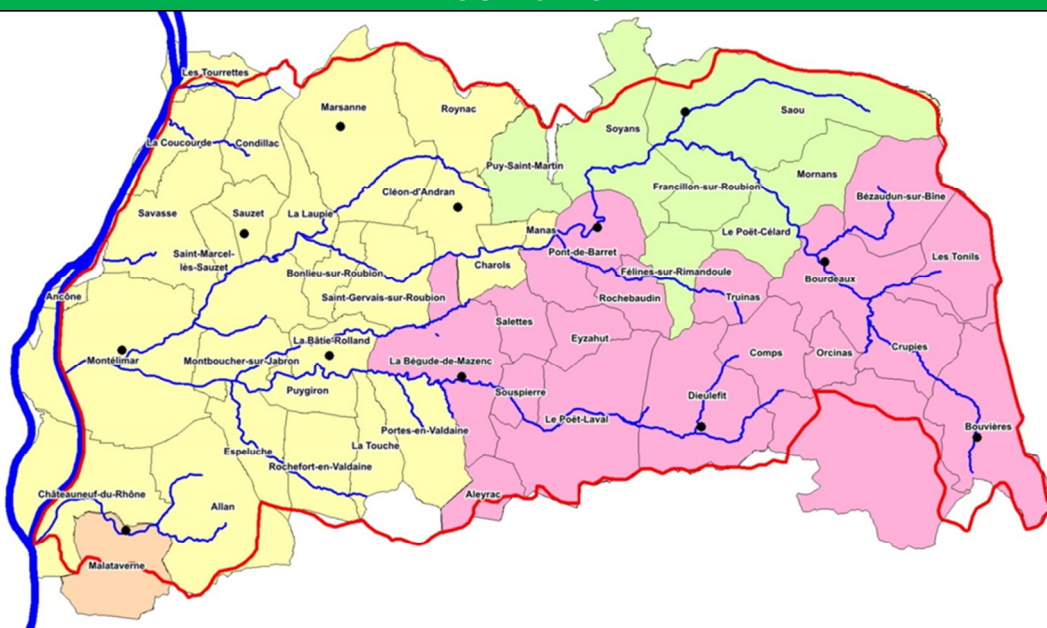 Les Tourrettes
Marsanne
Roynac
Saou
Soyans
La Coucourde
Condillac
Puy-Saint-Martin
Mornans
Cléon-d'Andran
Francillon-sur-Roubion
Bézaudun-sur-Bîne
Savasse
Sauzet
La Laupie
Manas
Le Poët-Célard
Saint-Marcel-
lès-Sauzet
Pont-de-Barret
Les Tonils
Charols
Bonlieu-sur-Roubion
Félines-sur-Rimandoule
Bourdeaux
Ancône
Saint-Gervais-sur-Roubion
Rochebaudin
Truinas
Salettes
La Bâtie-Rolland
Eyzahut
Crupies
Montélimar
Montboucher-sur-Jabron
La Bégude-de-Mazenc
Comps
Orcinas
Puygiron
Souspierre
Dieulefit
Le Poët-Laval
Portes-en-Valdaine
Bouvières
La Touche
Espeluche
Rochefort-en-Valdaine
Châteauneuf-du-Rhône
Aleyrac
Allan
Malataverne